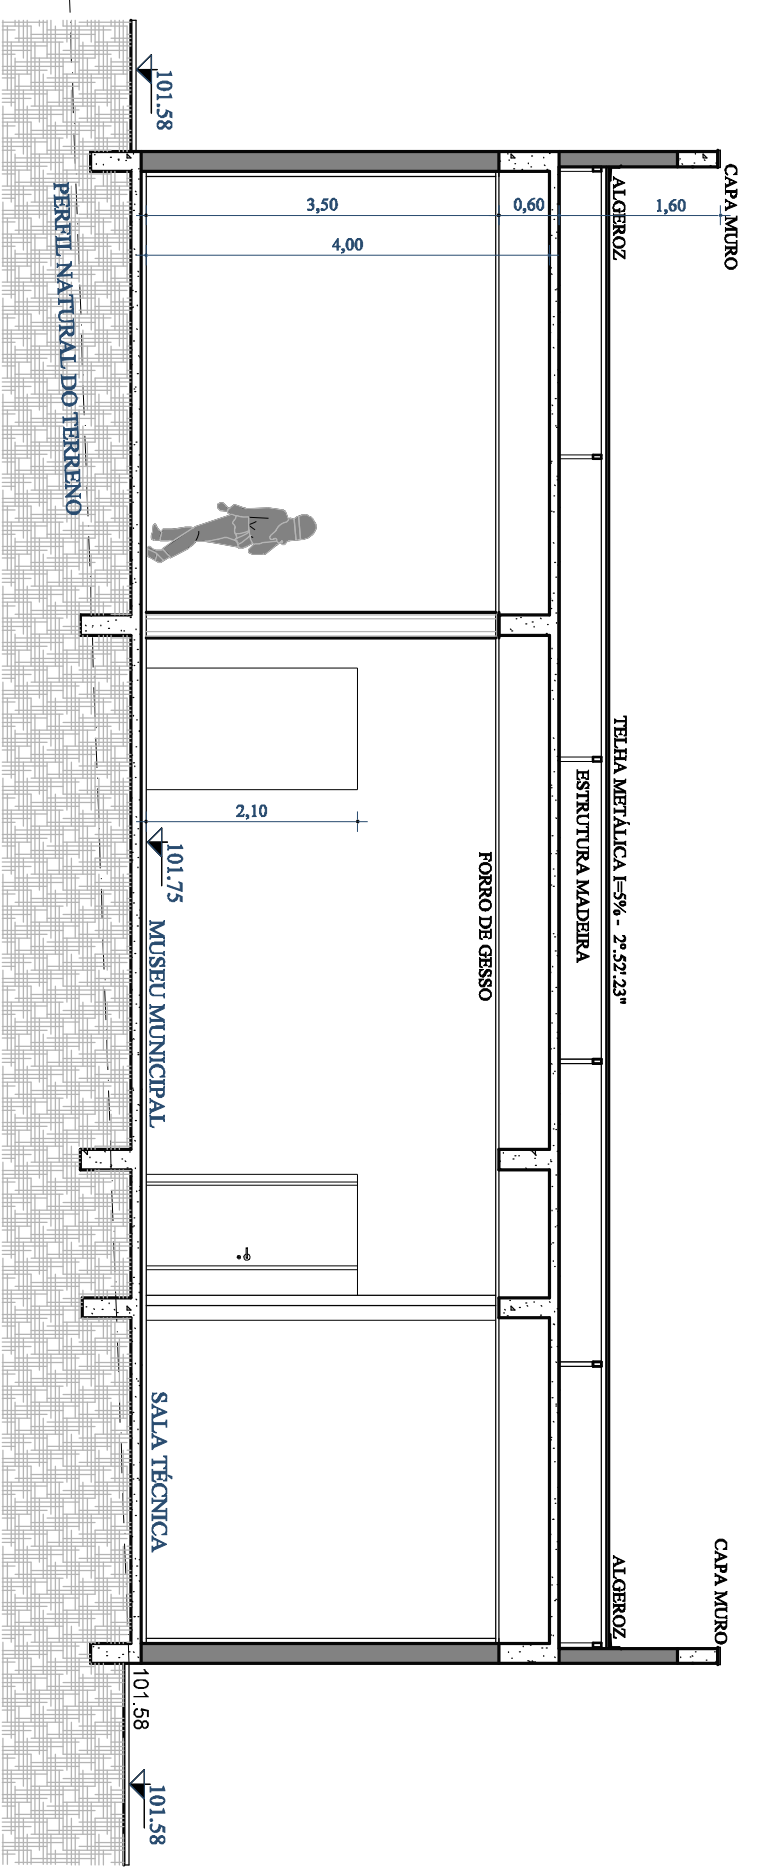 CAPA MURO
CAPA MURO
ALGEROZ
TELHA METÁLICA I=5% - 2º.52'.23"
ALGEROZ
ESTRUTURA MADEIRA
1,60
0,60
FORRO DE GESSO
3,50
4,00
2,10
101.75
MUSEU MUNICIPAL
SALA TÉCNICA
101.58
101.58
101.58
PERFIL NATURAL DO TERRENO